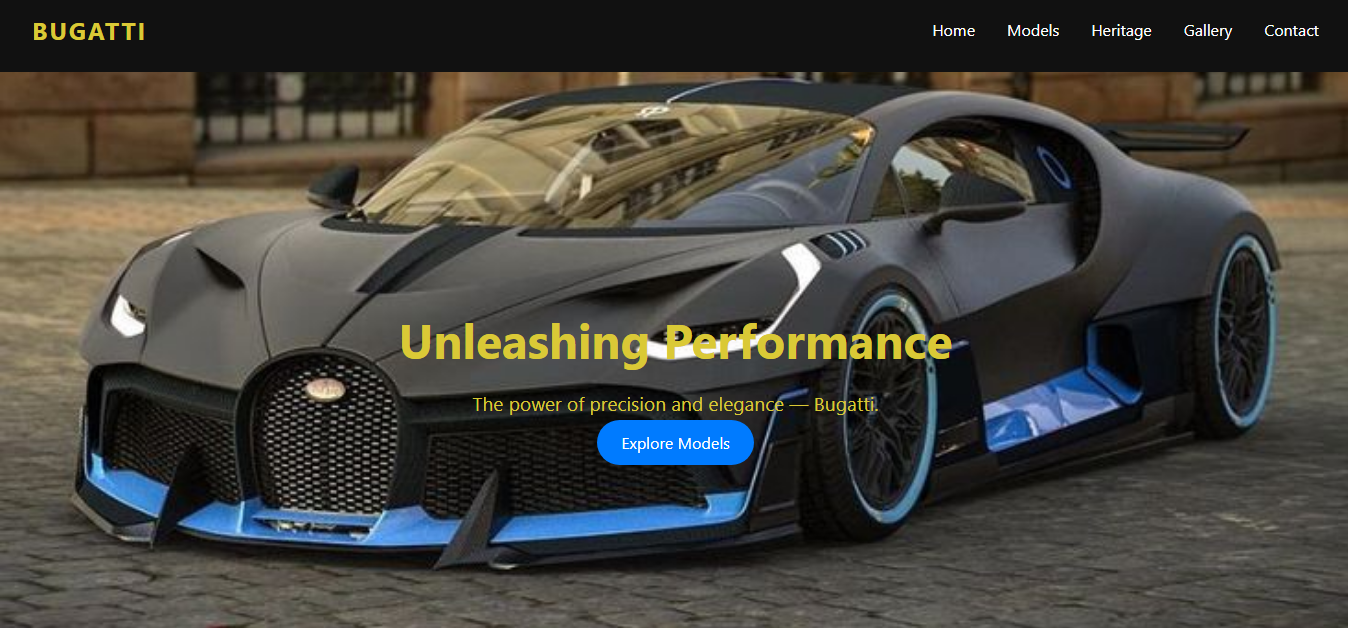 BUGATTI
Home Models Heritage Gallery Contact
Unleashing Performance
The power of precision and elegance — Bugatti.
Explore Models